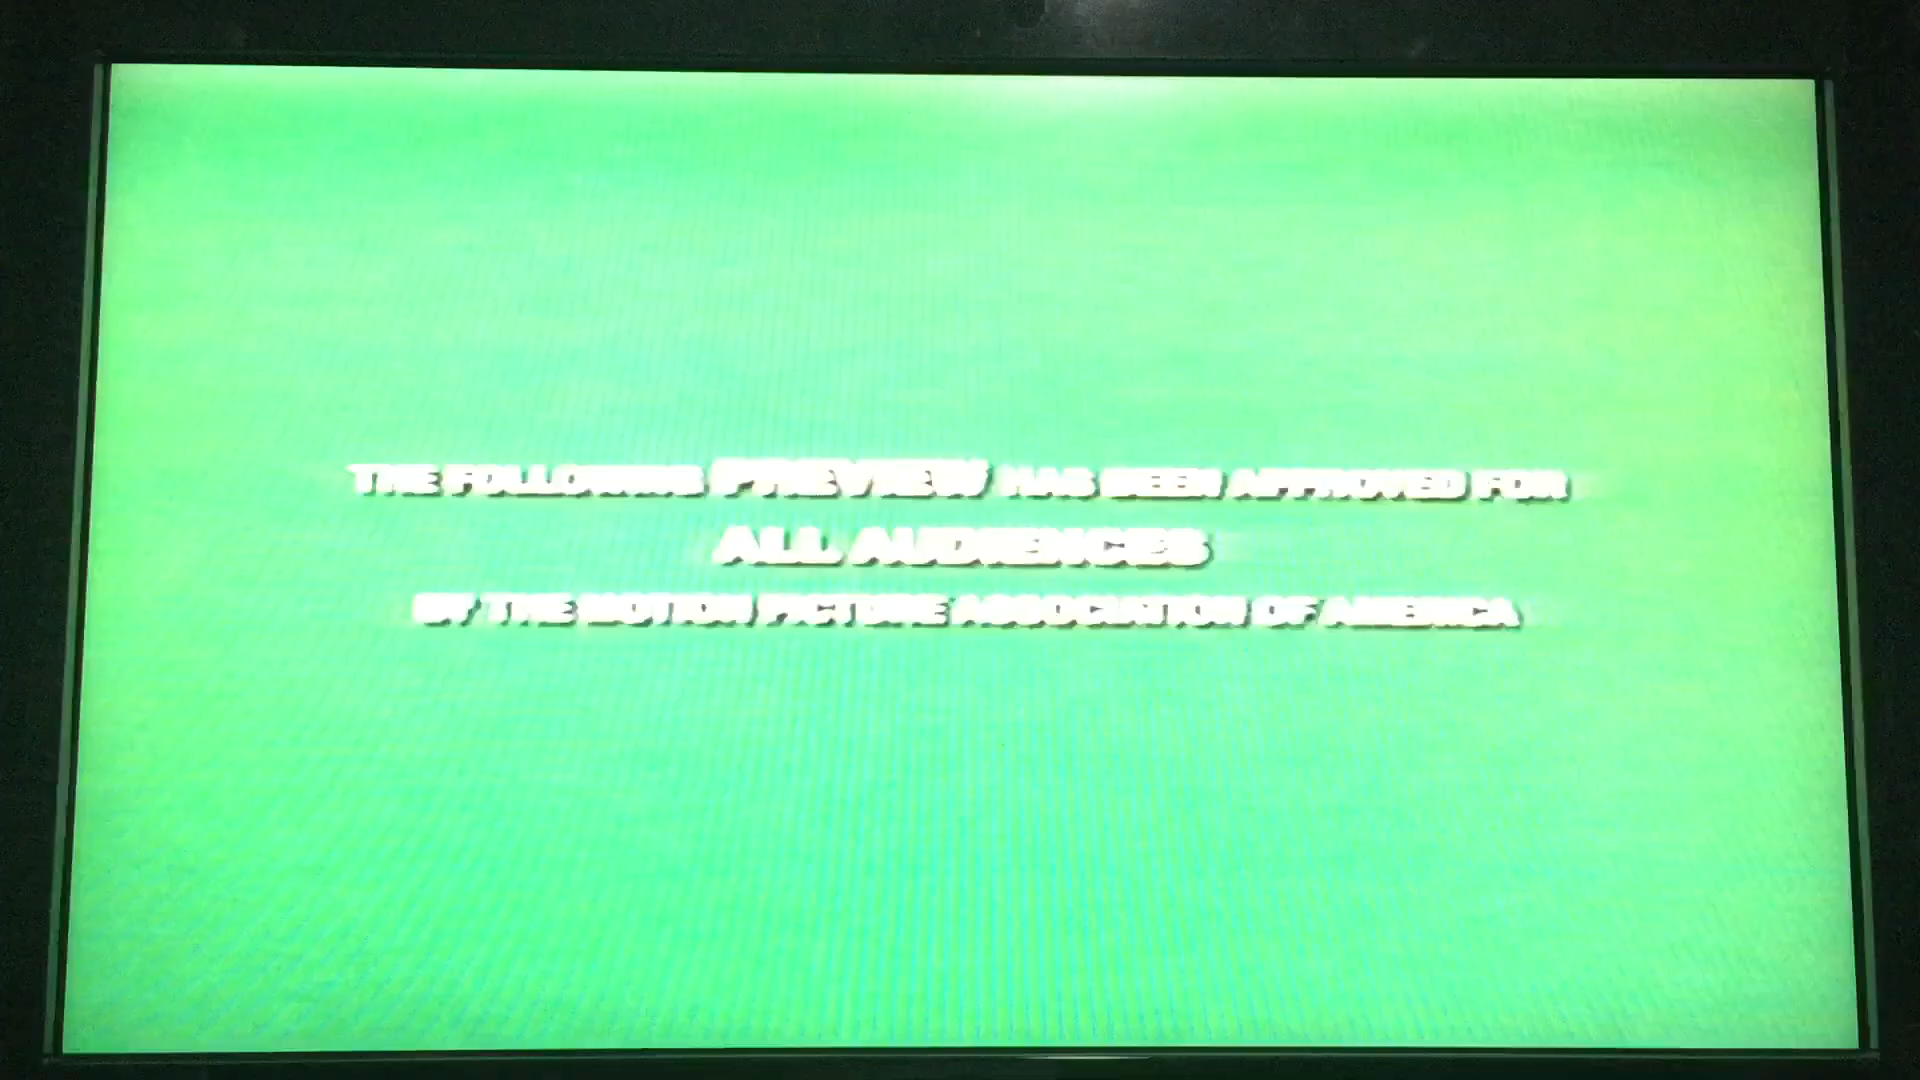 THE FOLLOWING PREVIEW HAS BEEN APPROVED FOR
ALL AUDIENCES
BY THE MOTION PICTURE ASSOCIATION OF AMERICA